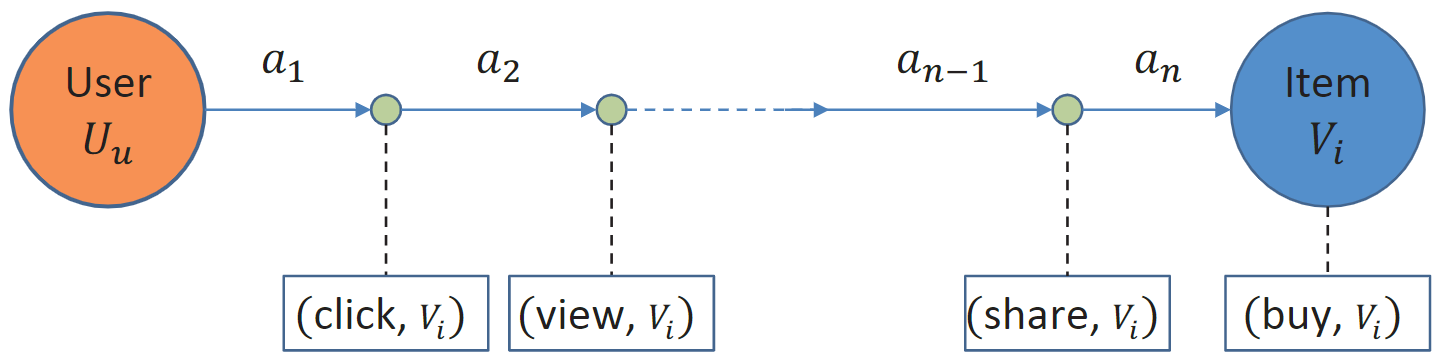 User
U_u
a_1
a_2
a_{n-1}
a_n
Item
V_i
(click, V_i)
(view, V_i)
(share, V_i)
(buy, V_i)